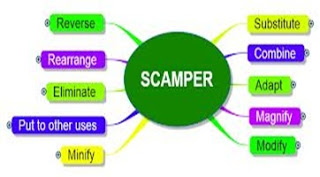 SCAMPER
Substitute
Combine
Adapt
Magnify
Modify
Reverse
Rearrange
Eliminate
Put to other uses
Minify